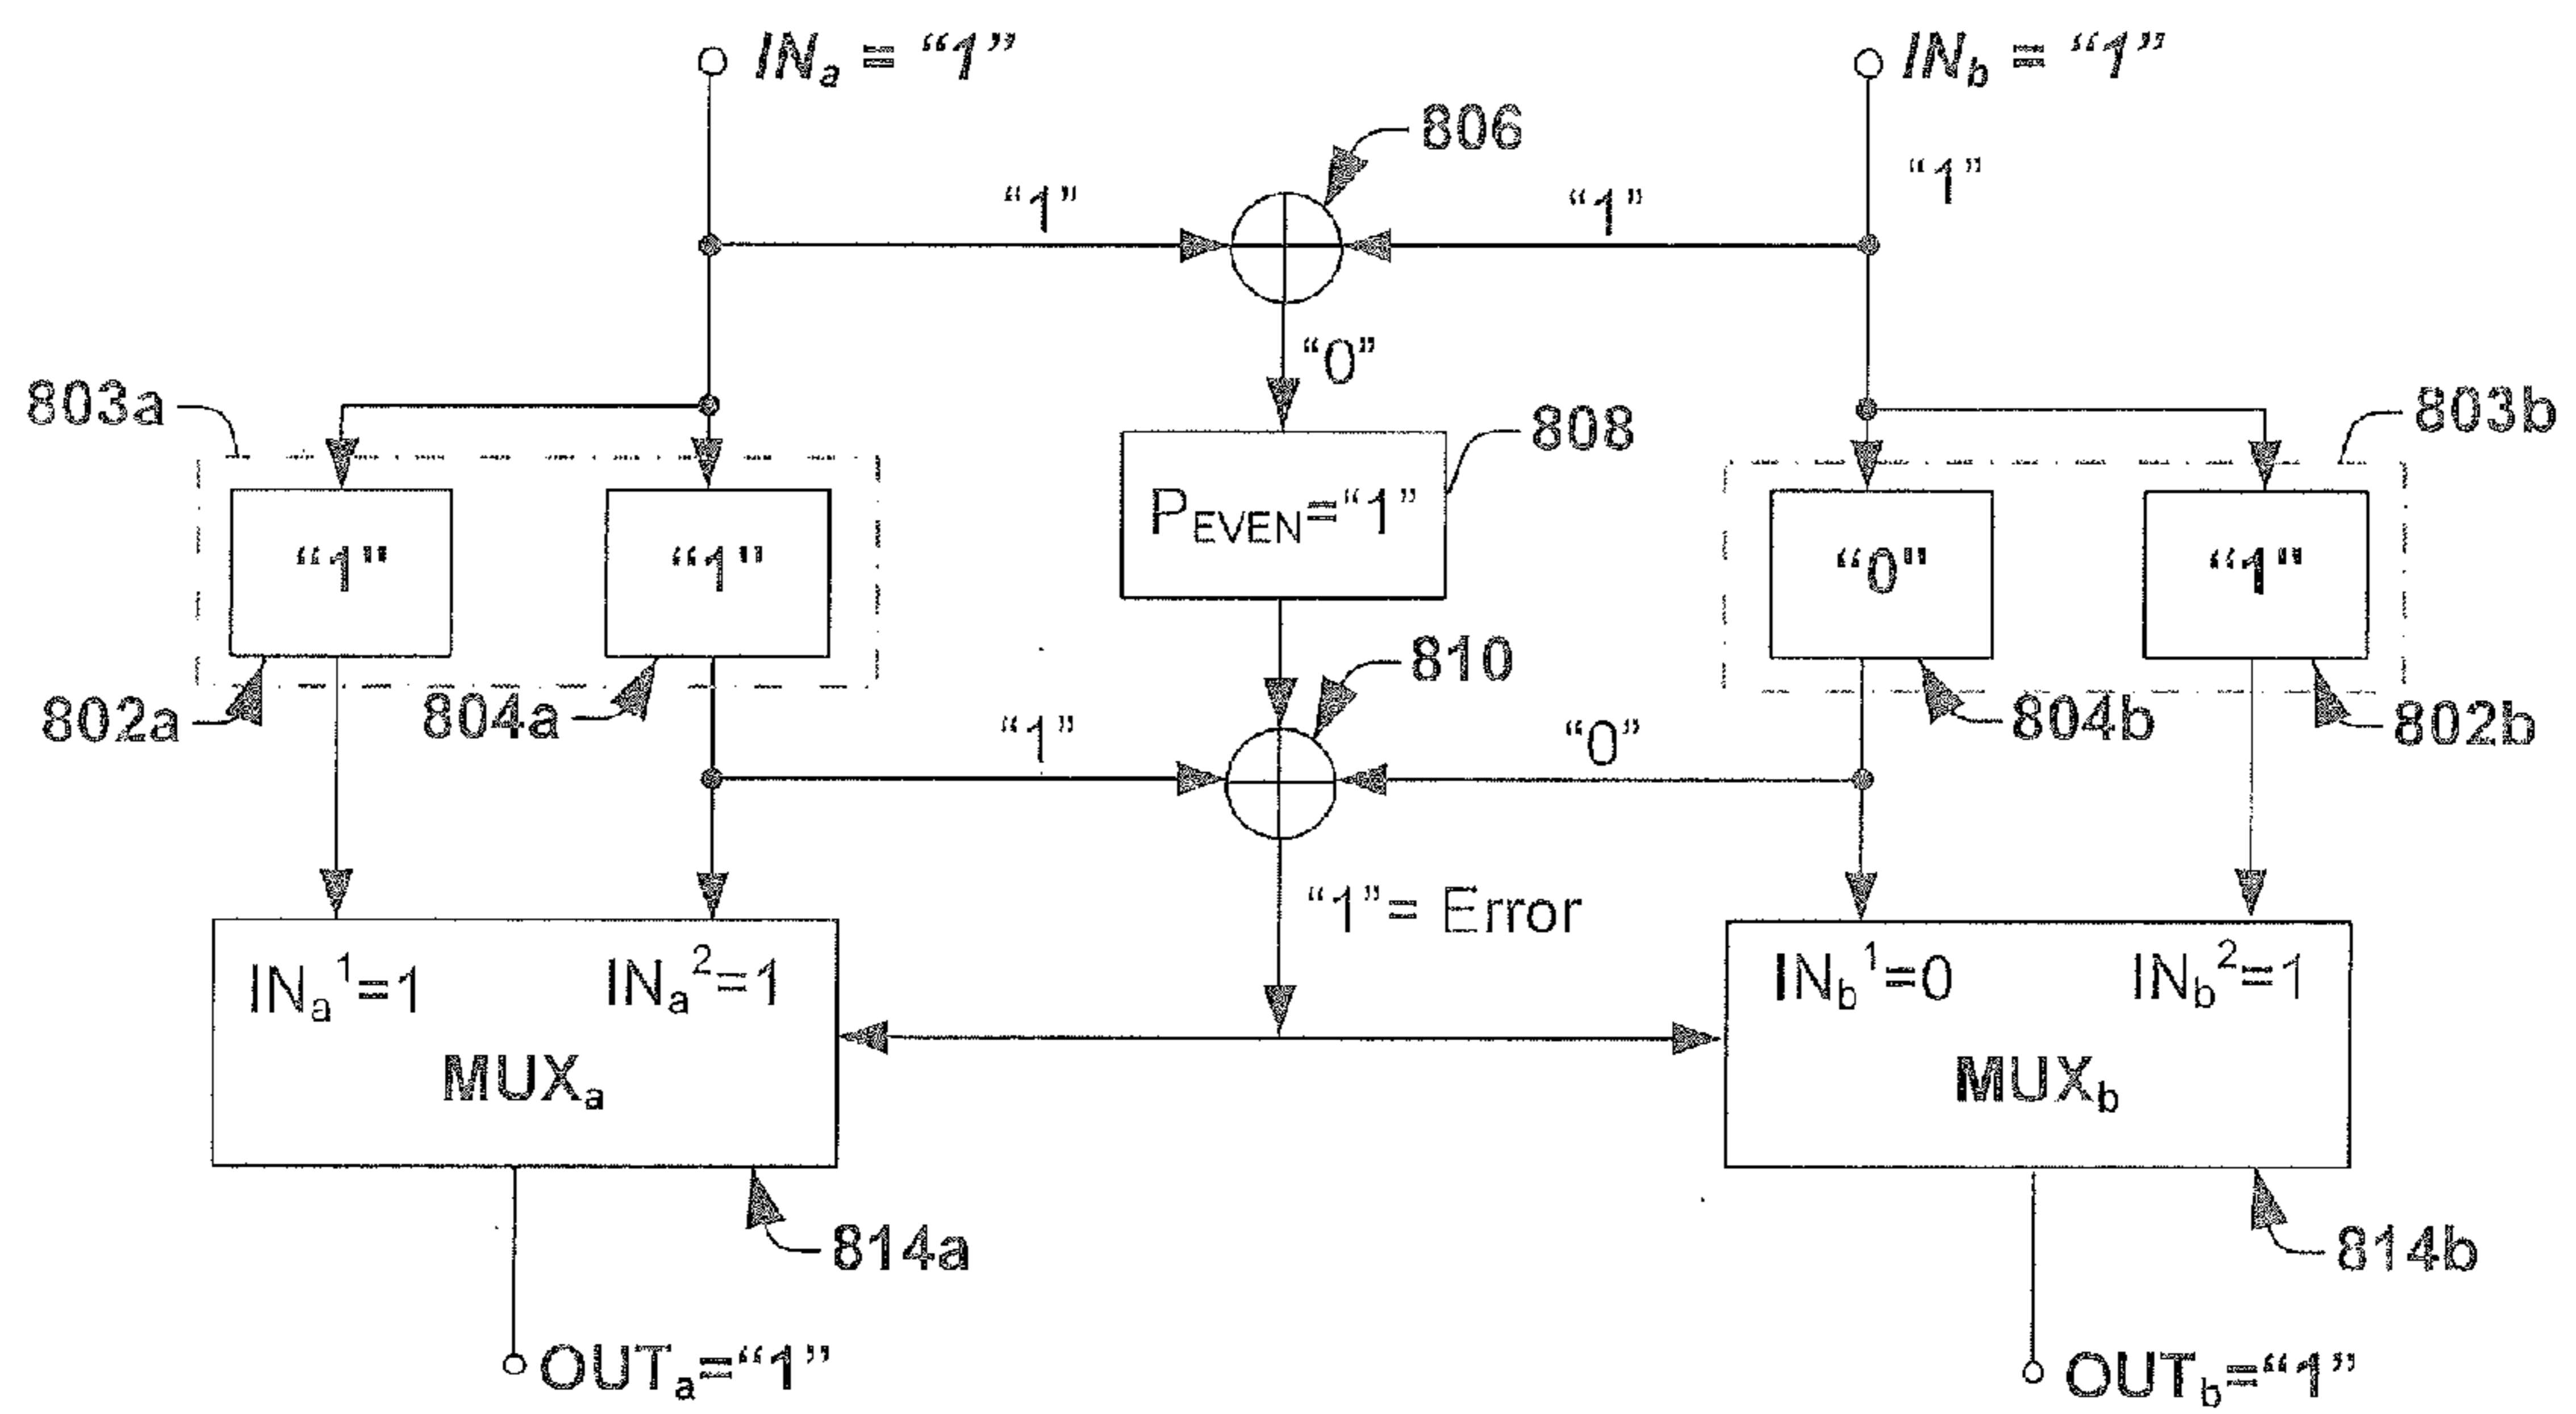 INa = “1”
INb = “1”
806
“1”
“1”
“1”
“0”
803a
808
803b
PEVEN=“1”
“1"
“1"
“0"
“1"
810
802a
804a
804b
802b
“1”
“0”
“1”= Error
INa1=1
INa2=1
INb1=0
INb2=1
MUXa
MUXb
814a
814b
OUTa=“1”
OUTb=“1”